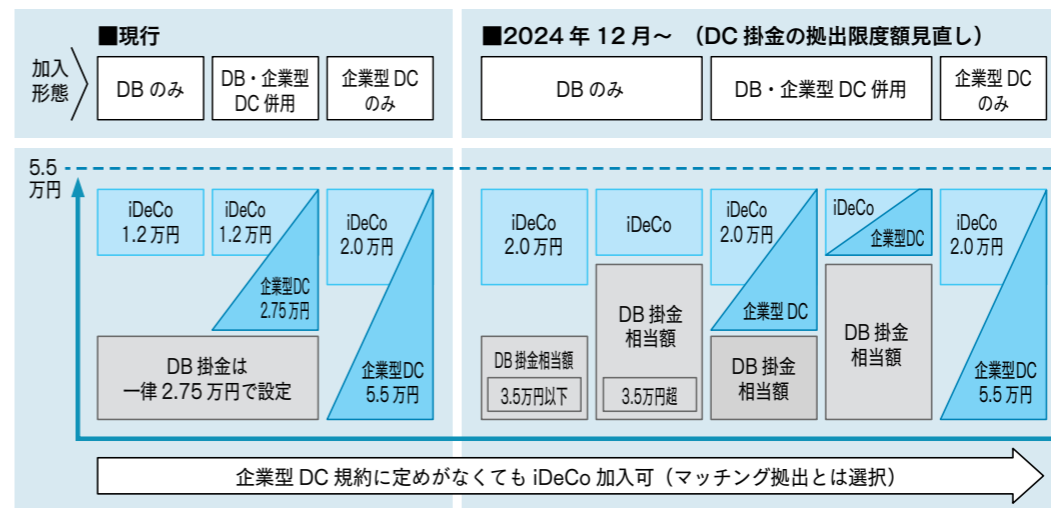 ■現行
■2024年12月～ （DC掛金の拠出限度額見直し）
加入
形態
DBのみ
DB・企業型
DC併用
企業型DC
のみ
DBのみ
DB・企業型DC併用
企業型DC
のみ
5.5
万円
iDeCo
1.2万円
iDeCo
1.2万円
企業型DC
2.75万円
DB掛金は
一律2.75万円で設定
iDeCo
2.0万円
企業型DC
5.5万円
iDeCo
2.0万円
DB掛金相当額
3.5万円以下
iDeCo
DB掛金
相当額
3.5万円超
iDeCo
2.0万円
企業型DC
DB掛金
相当額
iDeCo
企業型DC
DB掛金
相当額
iDeCo
2.0万円
企業型DC
5.5万円
企業型DC規約に定めがなくてもiDeCo加入可（マッチング拠出とは選択）